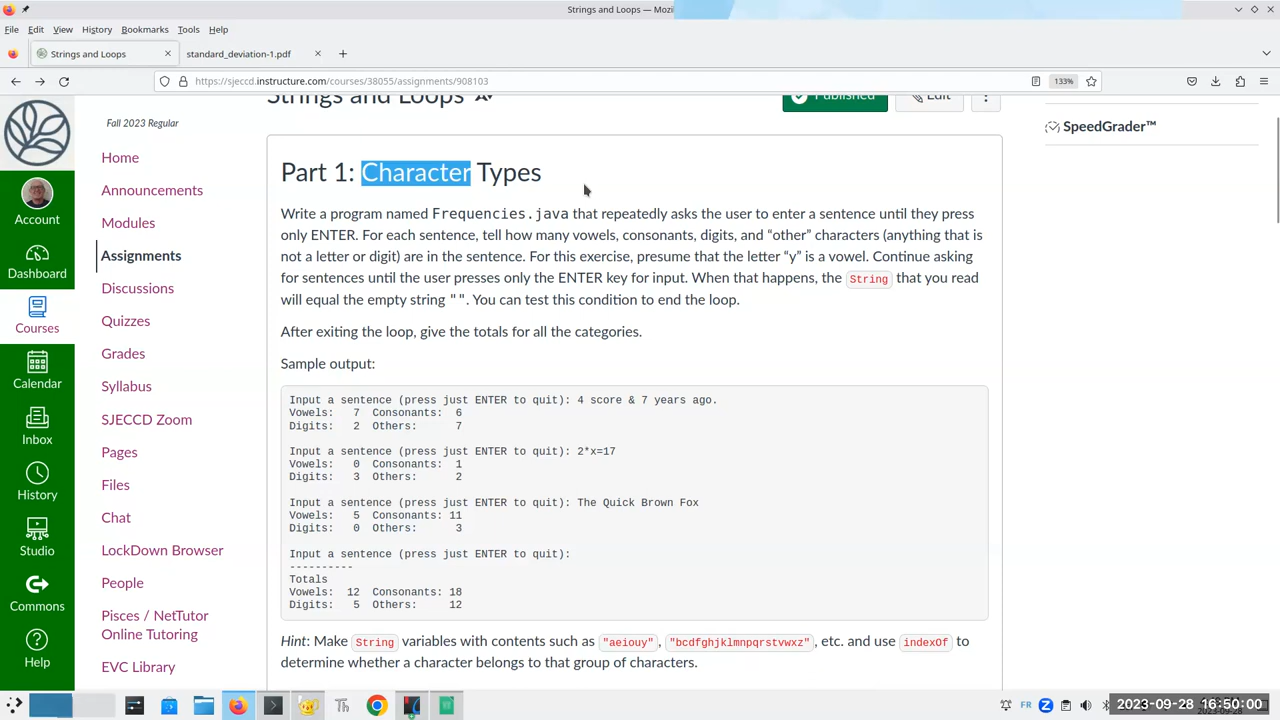 Strings and Loops — Mozi
File Edit View History Bookmarks Tools Help
Strings and Loops
standard_deviation-1.pdf
https://sjeccd.instructure.com/courses/38055/assignments/908103
133%
Strings and Loops
Published
Edit
Fall 2023 Regular
SpeedGrader™
Account
Dashboard
Courses
Calendar
Inbox
History
Studio
Commons
Help
Home
Announcements
Modules
Assignments
Discussions
Quizzes
Grades
Syllabus
SJECCD Zoom
Pages
Files
Chat
LockDown Browser
People
Pisces / NetTutor
Online Tutoring
EVC Library
Part 1: Character Types
Write a program named Frequencies.java that repeatedly asks the user to enter a sentence until they press
only ENTER. For each sentence, tell how many vowels, consonants, digits, and “other” characters (anything that is
not a letter or digit) are in the sentence. For this exercise, presume that the letter “y” is a vowel. Continue asking
for sentences until the user presses only the ENTER key for input. When that happens, the String that you read
will equal the empty string "". You can test this condition to end the loop.
After exiting the loop, give the totals for all the categories.
Sample output:
Input a sentence (press just ENTER to quit): 4 score & 7 years ago.
Vowels: 7 Consonants: 6
Digits: 2 Others: 7
Input a sentence (press just ENTER to quit): 2*x=17
Vowels: 0 Consonants: 1
Digits: 3 Others: 2
Input a sentence (press just ENTER to quit): The Quick Brown Fox
Vowels: 5 Consonants: 11
Digits: 0 Others: 3
Input a sentence (press just ENTER to quit):
----------
Totals
Vowels: 12 Consonants: 18
Digits: 5 Others: 12
Hint: Make String variables with contents such as "aeiouy", "bcdfghjklmnpqrstvwxz", etc. and use indexOf to
determine whether a character belongs to that group of characters.
FR
2023-09-28 16:50:00